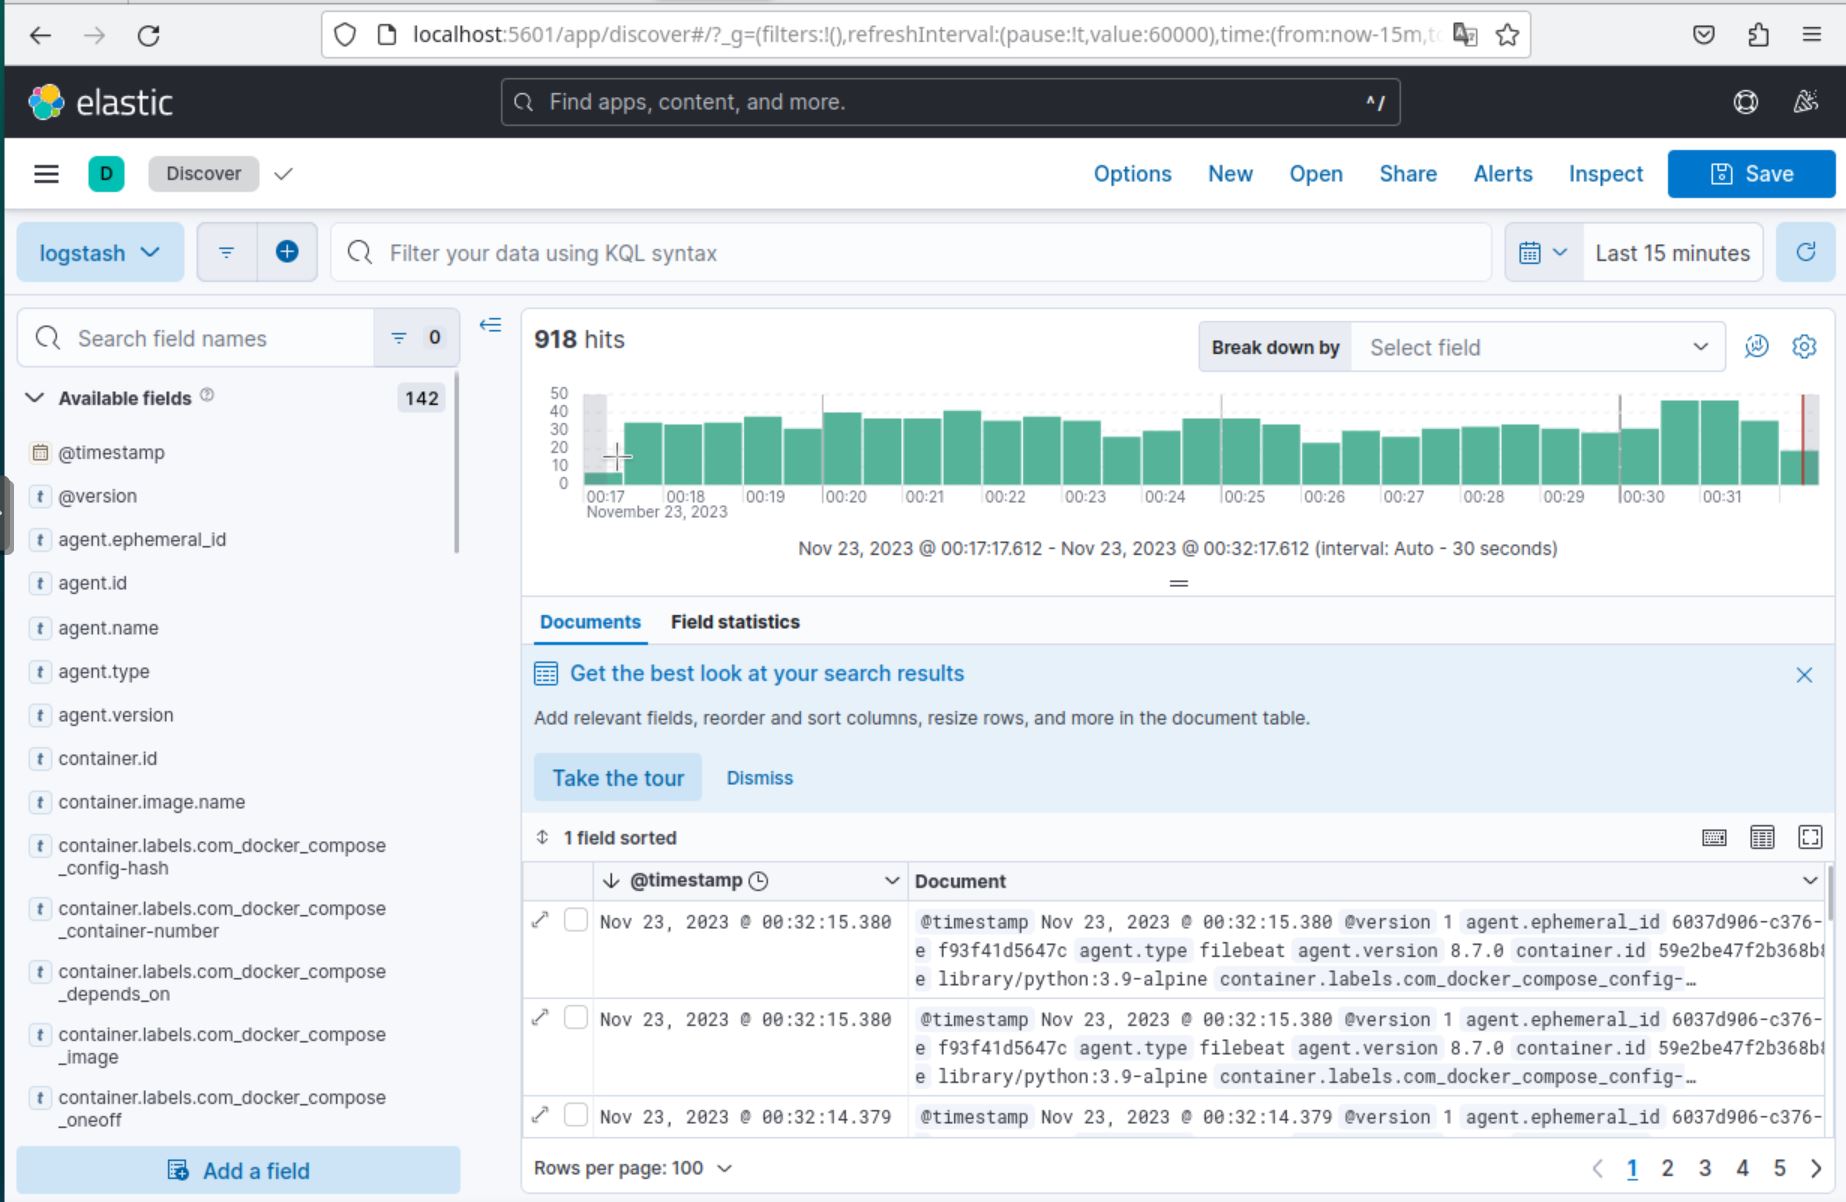 localhost:5601/app/discover#/?_g=(filters:!(),refreshInterval:(pause:!t,value:60000),time:(from:now-15m,t
elastic
Find apps, content, and more.
^/
D
Discover
Options
New
Open
Share
Alerts
Inspect
Save
logstash
Filter your data using KQL syntax
Last 15 minutes
Search field names
0
Available fields
142
@timestamp
t @version
t agent.ephemeral_id
t agent.id
t agent.name
t agent.type
t agent.version
t container.id
t container.image.name
t container.labels.com_docker_compose
_config-hash
t container.labels.com_docker_compose
_container-number
t container.labels.com_docker_compose
_depends_on
t container.labels.com_docker_compose
_image
t container.labels.com_docker_compose
_oneoff
Add a field
918 hits
Break down by
Select field
50
40
30
20
10
0
00:17 00:18 00:19 00:20 00:21 00:22 00:23 00:24 00:25 00:26 00:27 00:28 00:29 00:30 00:31
November 23, 2023
Nov 23, 2023 @ 00:17:17.612 - Nov 23, 2023 @ 00:32:17.612 (interval: Auto - 30 seconds)
Documents
Field statistics
Get the best look at your search results
Add relevant fields, reorder and sort columns, resize rows, and more in the document table.
Take the tour
Dismiss
1 field sorted
@timestamp
Document
Nov 23, 2023 @ 00:32:15.380
@timestamp Nov 23, 2023 @ 00:32:15.380 @version 1 agent.ephemeral_id 6037d906-c376-
e f93f41d5647c agent.type filebeat agent.version 8.7.0 container.id 59e2be47f2b368b8
e library/python:3.9-alpine container.labels.com_docker_compose_config-…
Nov 23, 2023 @ 00:32:15.380
@timestamp Nov 23, 2023 @ 00:32:15.380 @version 1 agent.ephemeral_id 6037d906-c376-
e f93f41d5647c agent.type filebeat agent.version 8.7.0 container.id 59e2be47f2b368b8
e library/python:3.9-alpine container.labels.com_docker_compose_config-…
Nov 23, 2023 @ 00:32:14.379
@timestamp Nov 23, 2023 @ 00:32:14.379 @version 1 agent.ephemeral_id 6037d906-c376-
Rows per page: 100
1 2 3 4 5